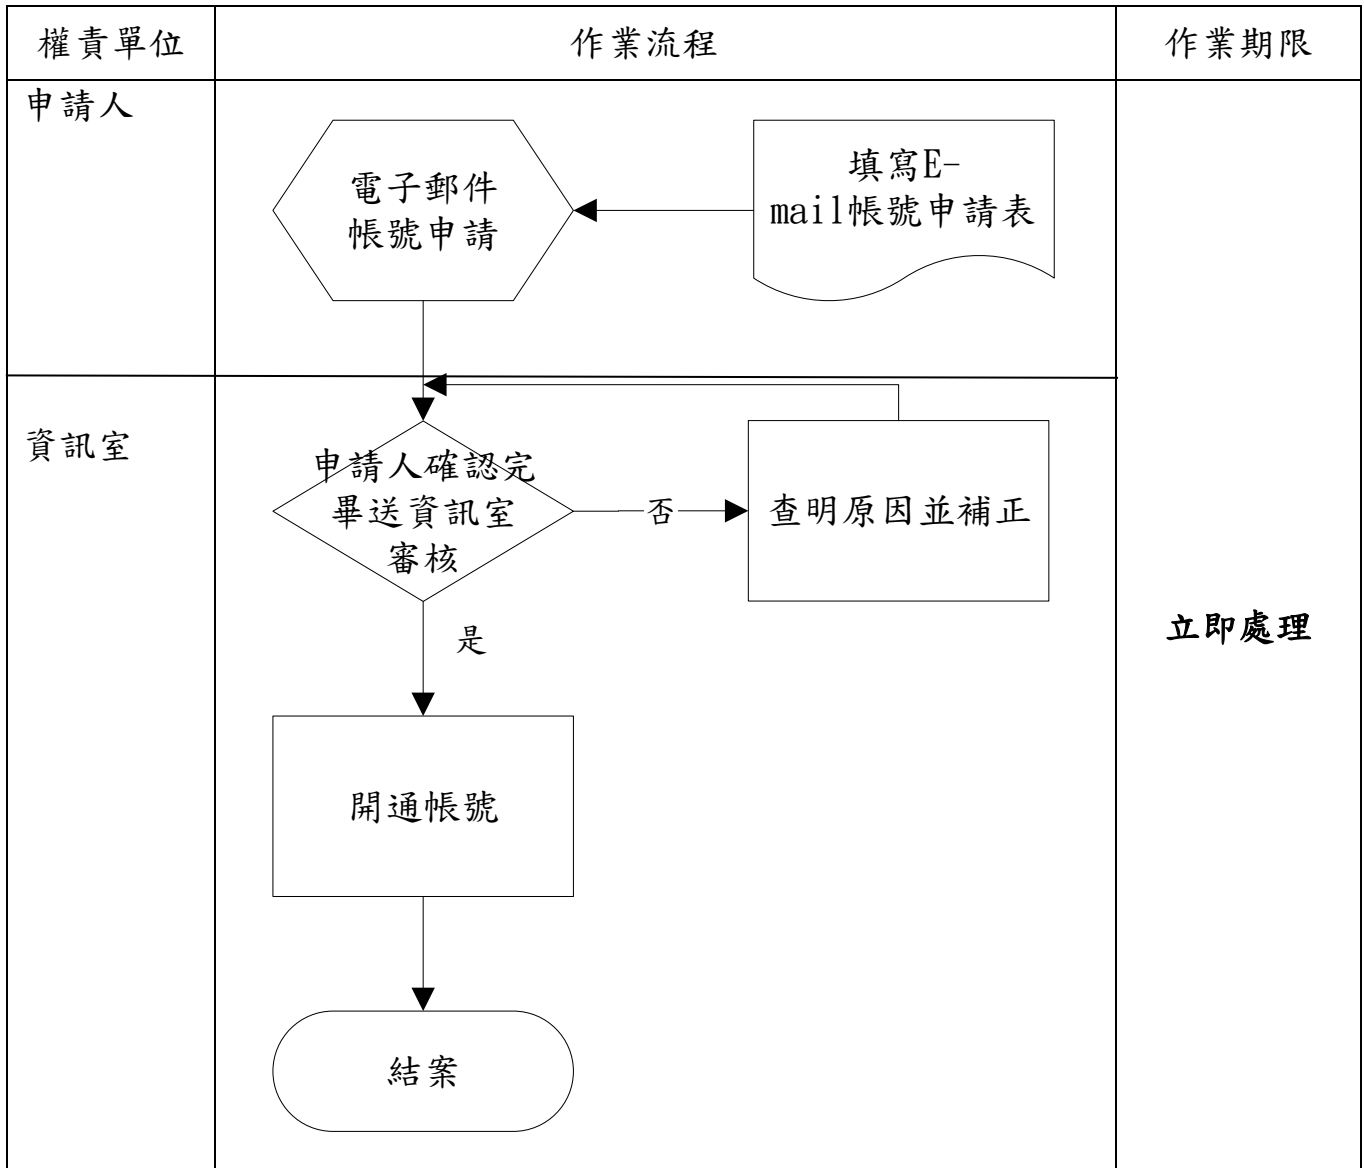 權責單位
作業流程
作業期限
申請人
電子郵件
帳號申請
填寫E-
mail帳號申請表
資訊室
申請人確認完
畢送資訊室
審核
否
查明原因並補正
是
立即處理
開通帳號
結案